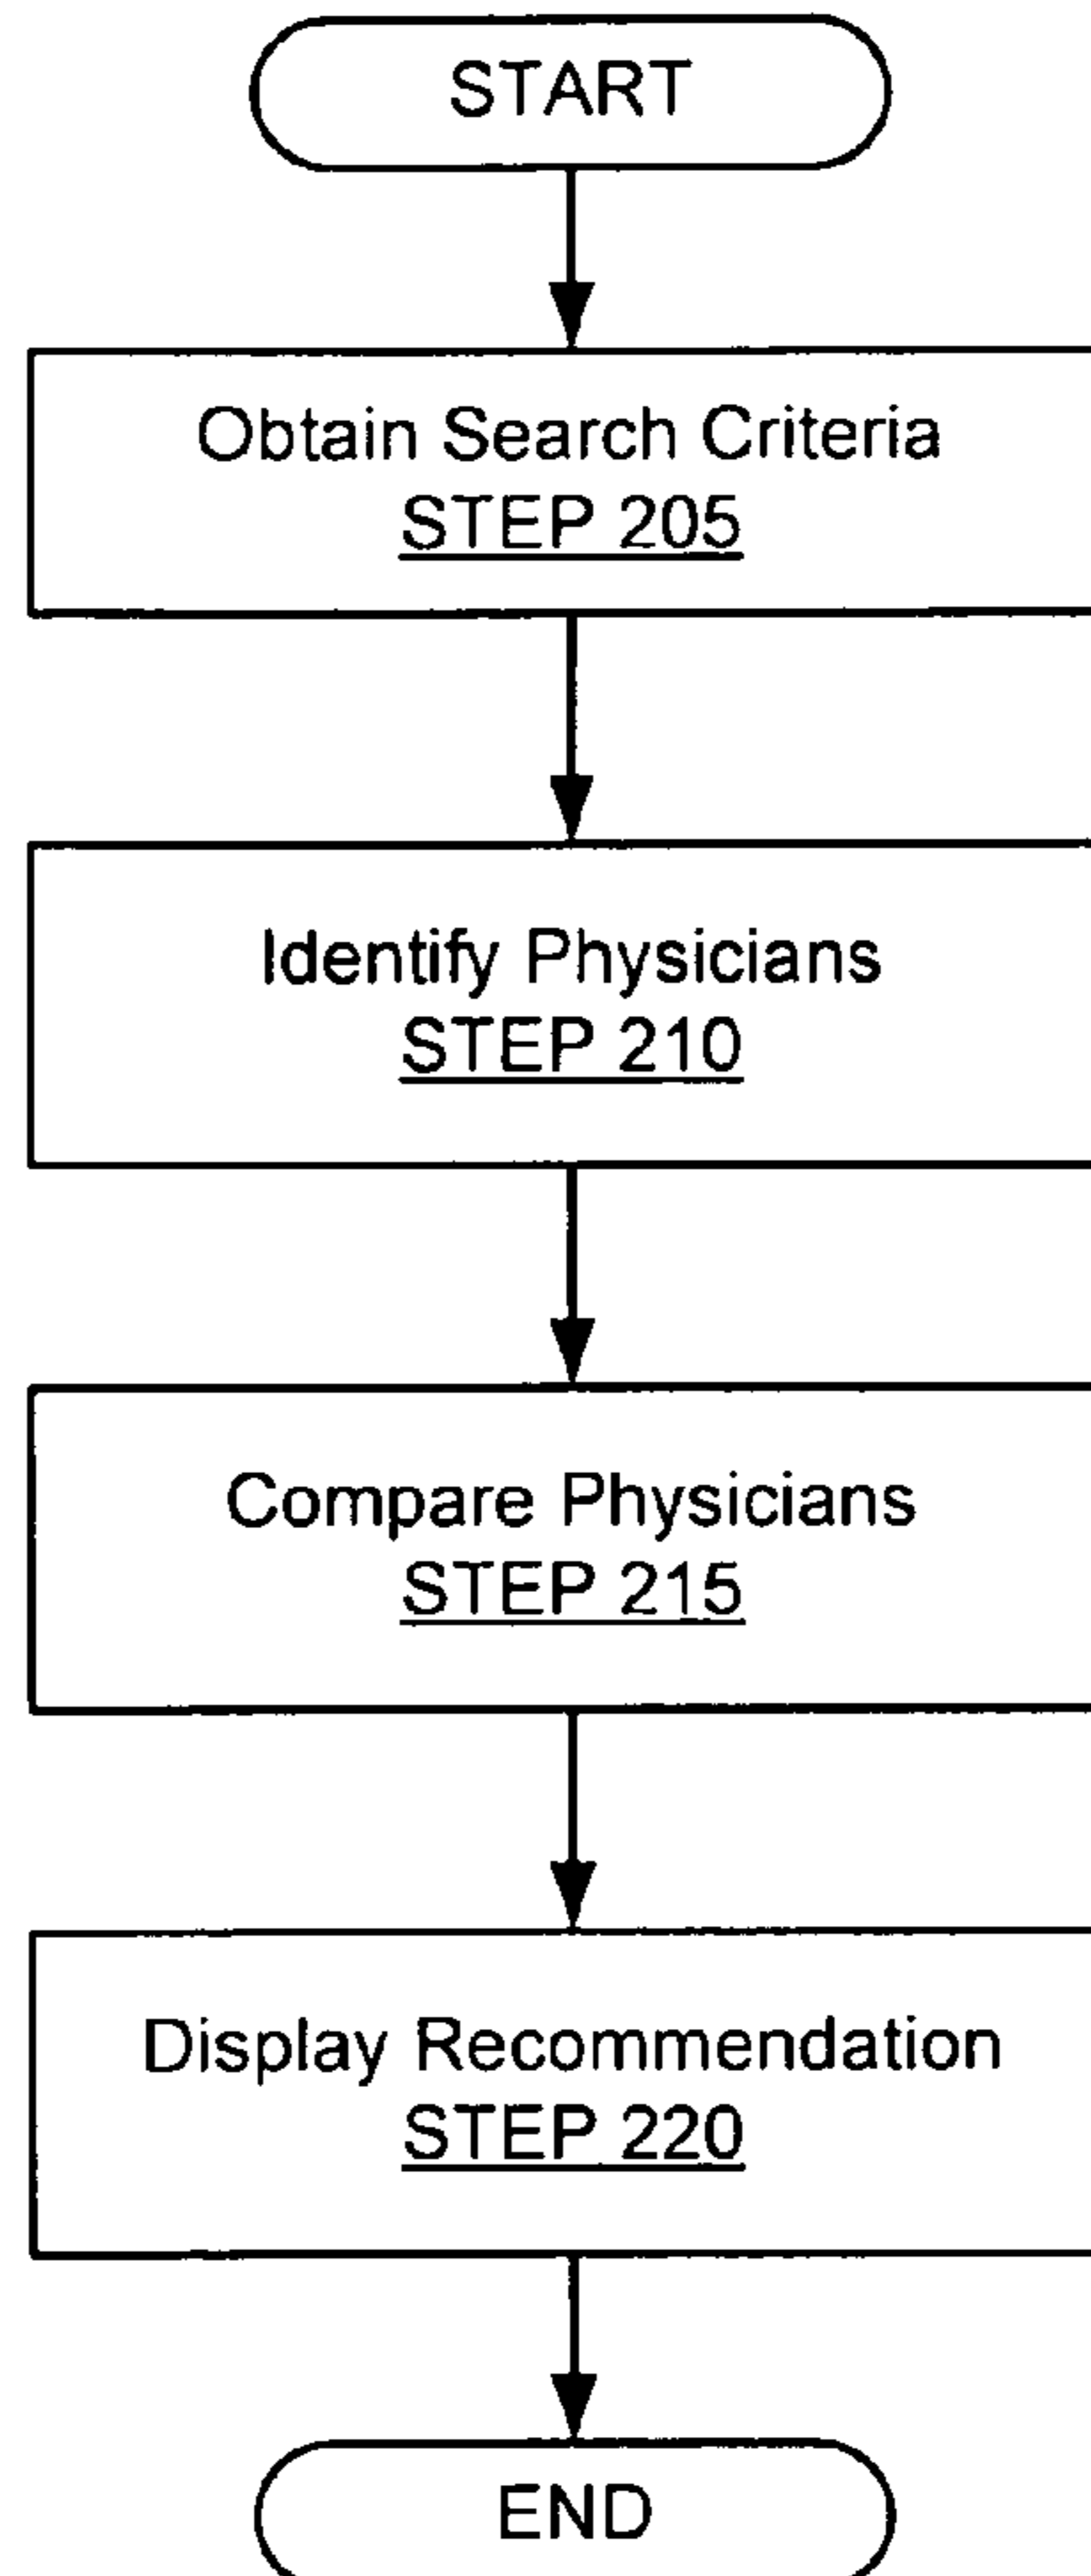 START
Obtain Search Criteria
STEP 205
Identify Physicians
STEP 210
Compare Physicians
STEP 215
Display Recommendation
STEP 220
END